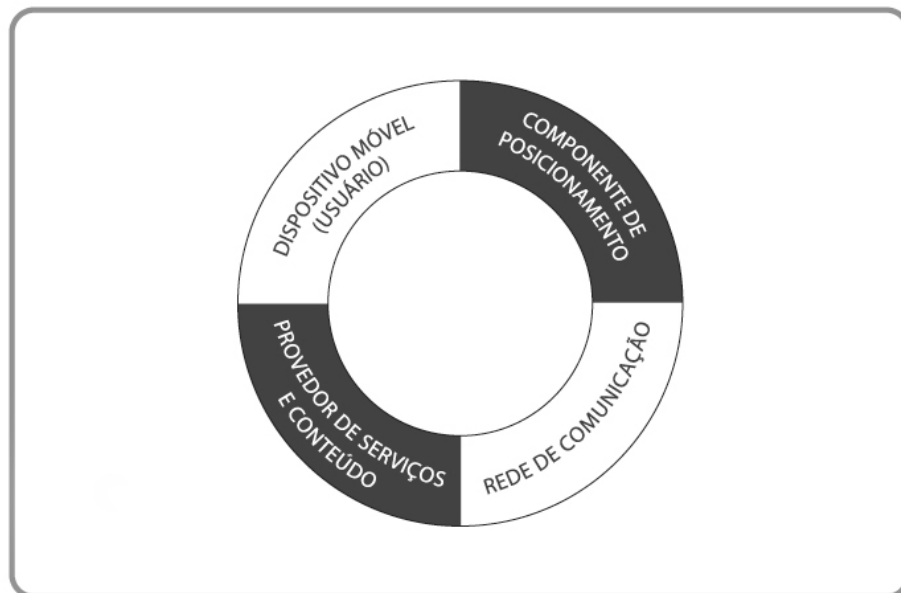 DISPOSITIVO MÓVEL
(USUÁRIO)
COMPONENTE DE
POSICIONAMENTO
PROVEDOR DE SERVIÇOS
E CONTEÚDO
REDE DE COMUNICAÇÃO